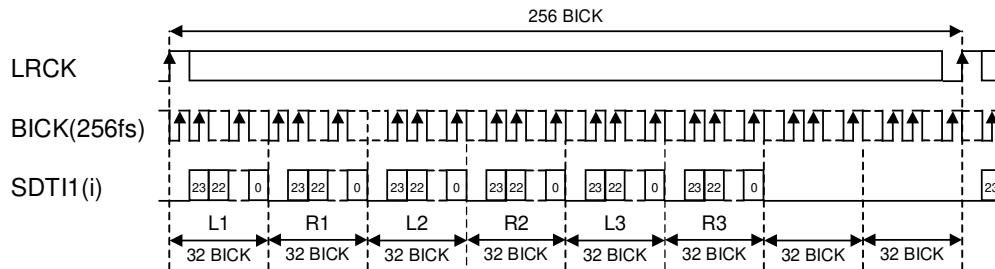 256 BICK
LRCK
BICK(256fs)
SDTI1(i)
23 22 0 23 22 0 23 22 0 23 22 0 23 22 0 23 22 0 23
L1 R1 L2 R2 L3 R3
32 BICK 32 BICK 32 BICK 32 BICK 32 BICK 32 BICK 32 BICK 32 BICK